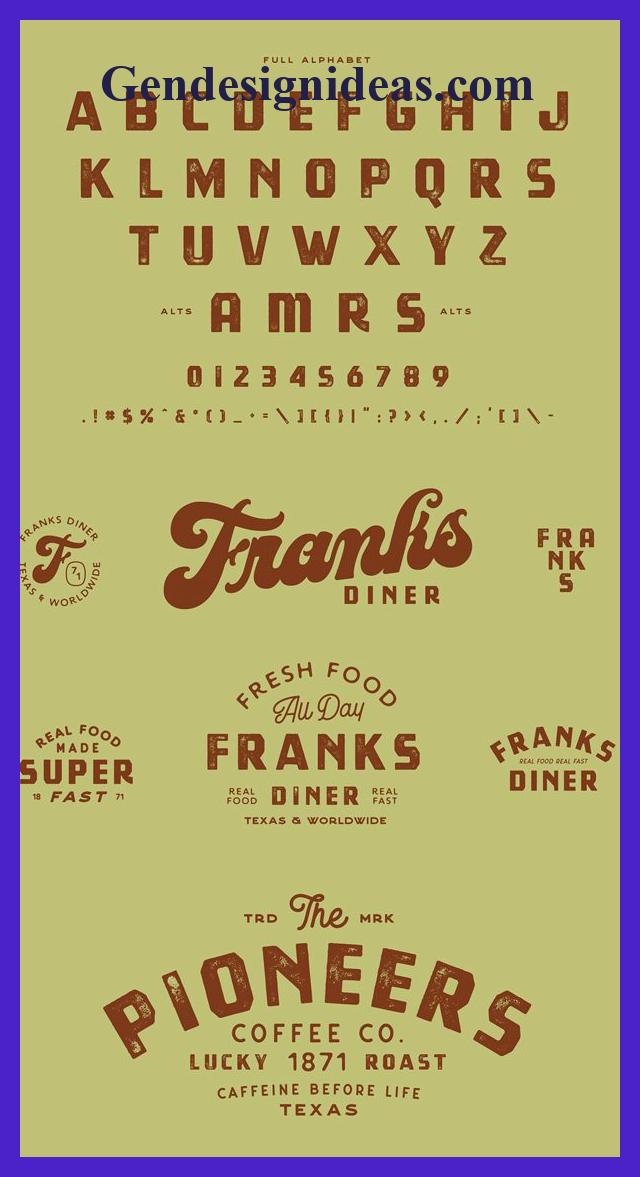 FULL ALPHABET
Gendesignideas.com
A B C D E F G H I J
K L M N O P Q R S
T U V W X Y Z
ALTS A M R S ALTS
0 1 2 3 4 5 6 7 8 9
FRANKS DINER
F
71
TEXAS & WORLDWIDE
Franks
DINER
FRA
NK
S
REAL FOOD
MADE
SUPER
18 FAST 71
FRESH FOOD
All Day
FRANKS
REAL FOOD DINER REAL FAST
TEXAS & WORLDWIDE
FRANKS
REAL FOOD REAL FAST
DINER
TRD The MRK
PIONEERS
COFFEE CO.
LUCKY 1871 ROAST
CAFFEINE BEFORE LIFE
TEXAS